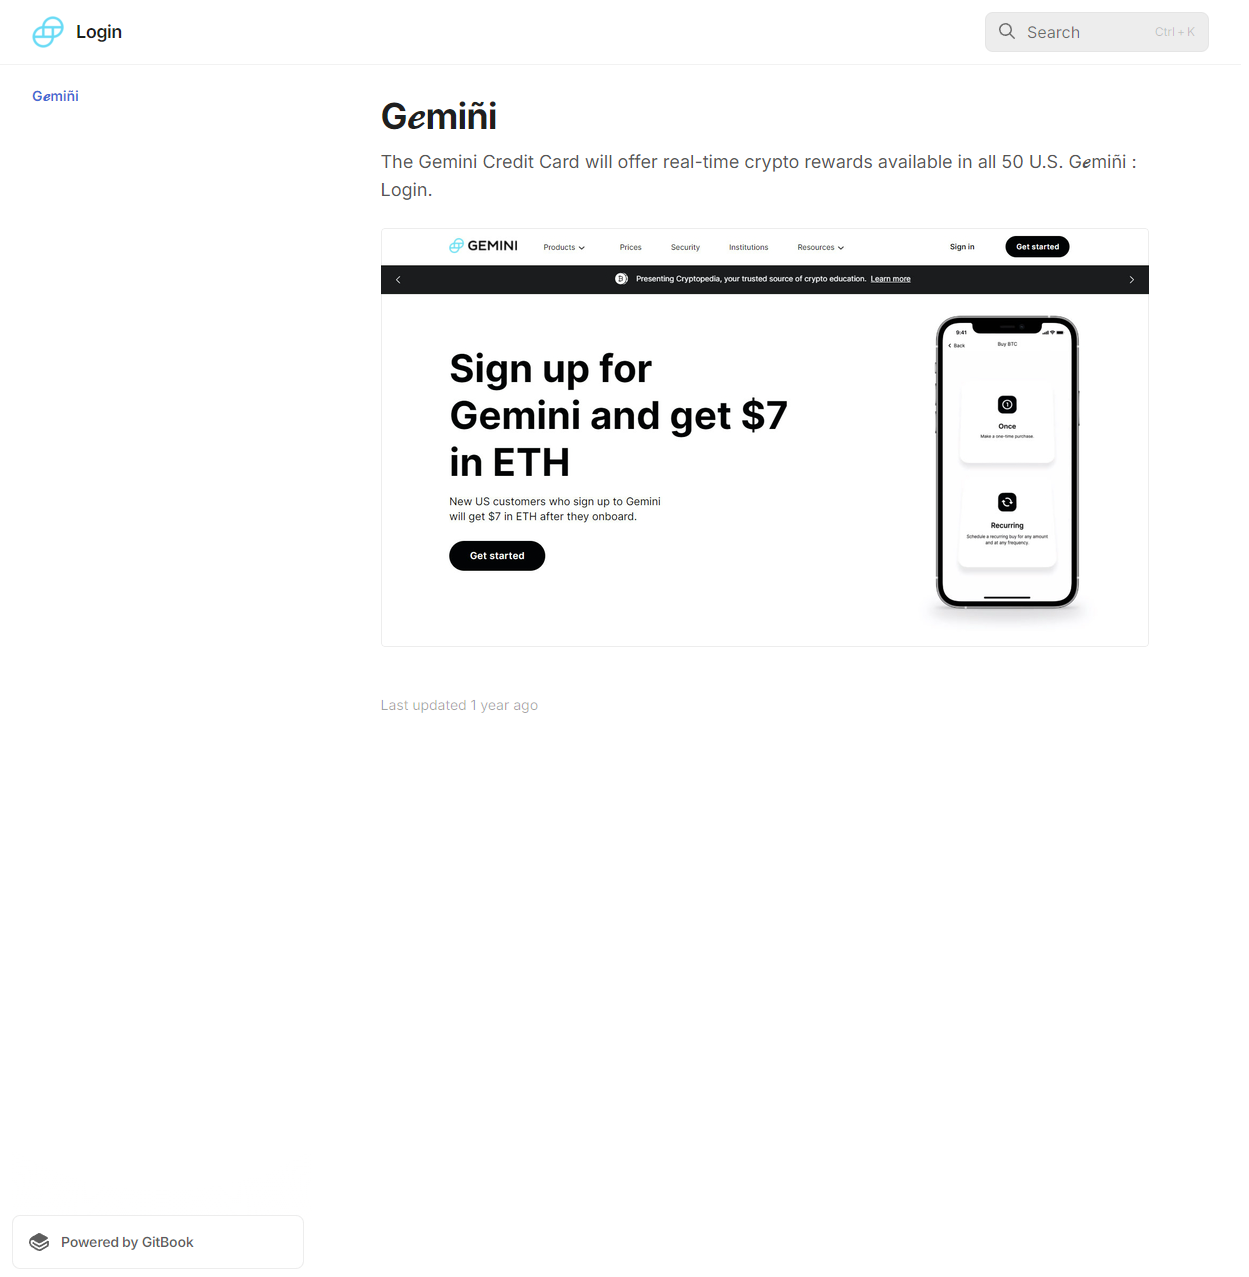 Login
Search
Ctrl + K
Gℯmiñi
Gℯmiñi
The Gemini Credit Card will offer real-time crypto rewards available in all 50 U.S. Gℯmiñi :
Login.
GEMINI
Products
Prices
Security
Institutions
Resources
Sign in
Get started
Presenting Cryptopedia, your trusted source of crypto education. Learn more
Sign up for
Gemini and get $7
in ETH
New US customers who sign up to Gemini
will get $7 in ETH after they onboard.
Get started
9:41
Back
Buy BTC
Once
Make a one-time purchase
Recurring
Schedule a recurring buy for any amount
and at any frequency.
Last updated 1 year ago
Powered by GitBook